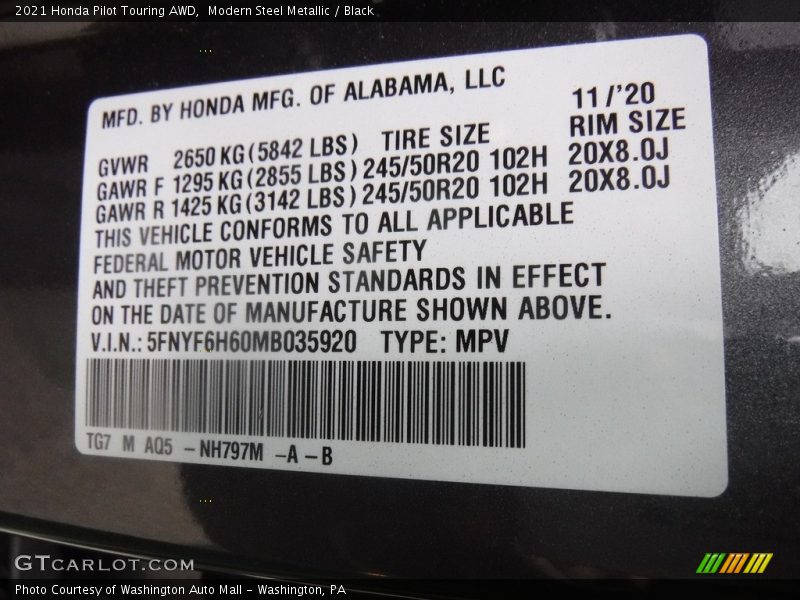 2021 Honda Pilot Touring AWD,  Modern Steel Metallic / Black
MFD. BY HONDA MFG. OF ALABAMA, LLC 11/'20
GVWR 2650 KG (5842 LBS) TIRE SIZE RIM SIZE
GAWR F 1295 KG (2855 LBS) 245/50R20 102H 20X8.0J
GAWR R 1425 KG (3142 LBS) 245/50R20 102H 20X8.0J
THIS VEHICLE CONFORMS TO ALL APPLICABLE
FEDERAL MOTOR VEHICLE SAFETY
AND THEFT PREVENTION STANDARDS IN EFFECT
ON THE DATE OF MANUFACTURE SHOWN ABOVE.
V.I.N.: 5FNYF6H60MB035920 TYPE: MPV
TG7 M AQ5 -NH797M -A -B
GTCARLOT.COM
Photo Courtesy of Washington Auto Mall - Washington, PA